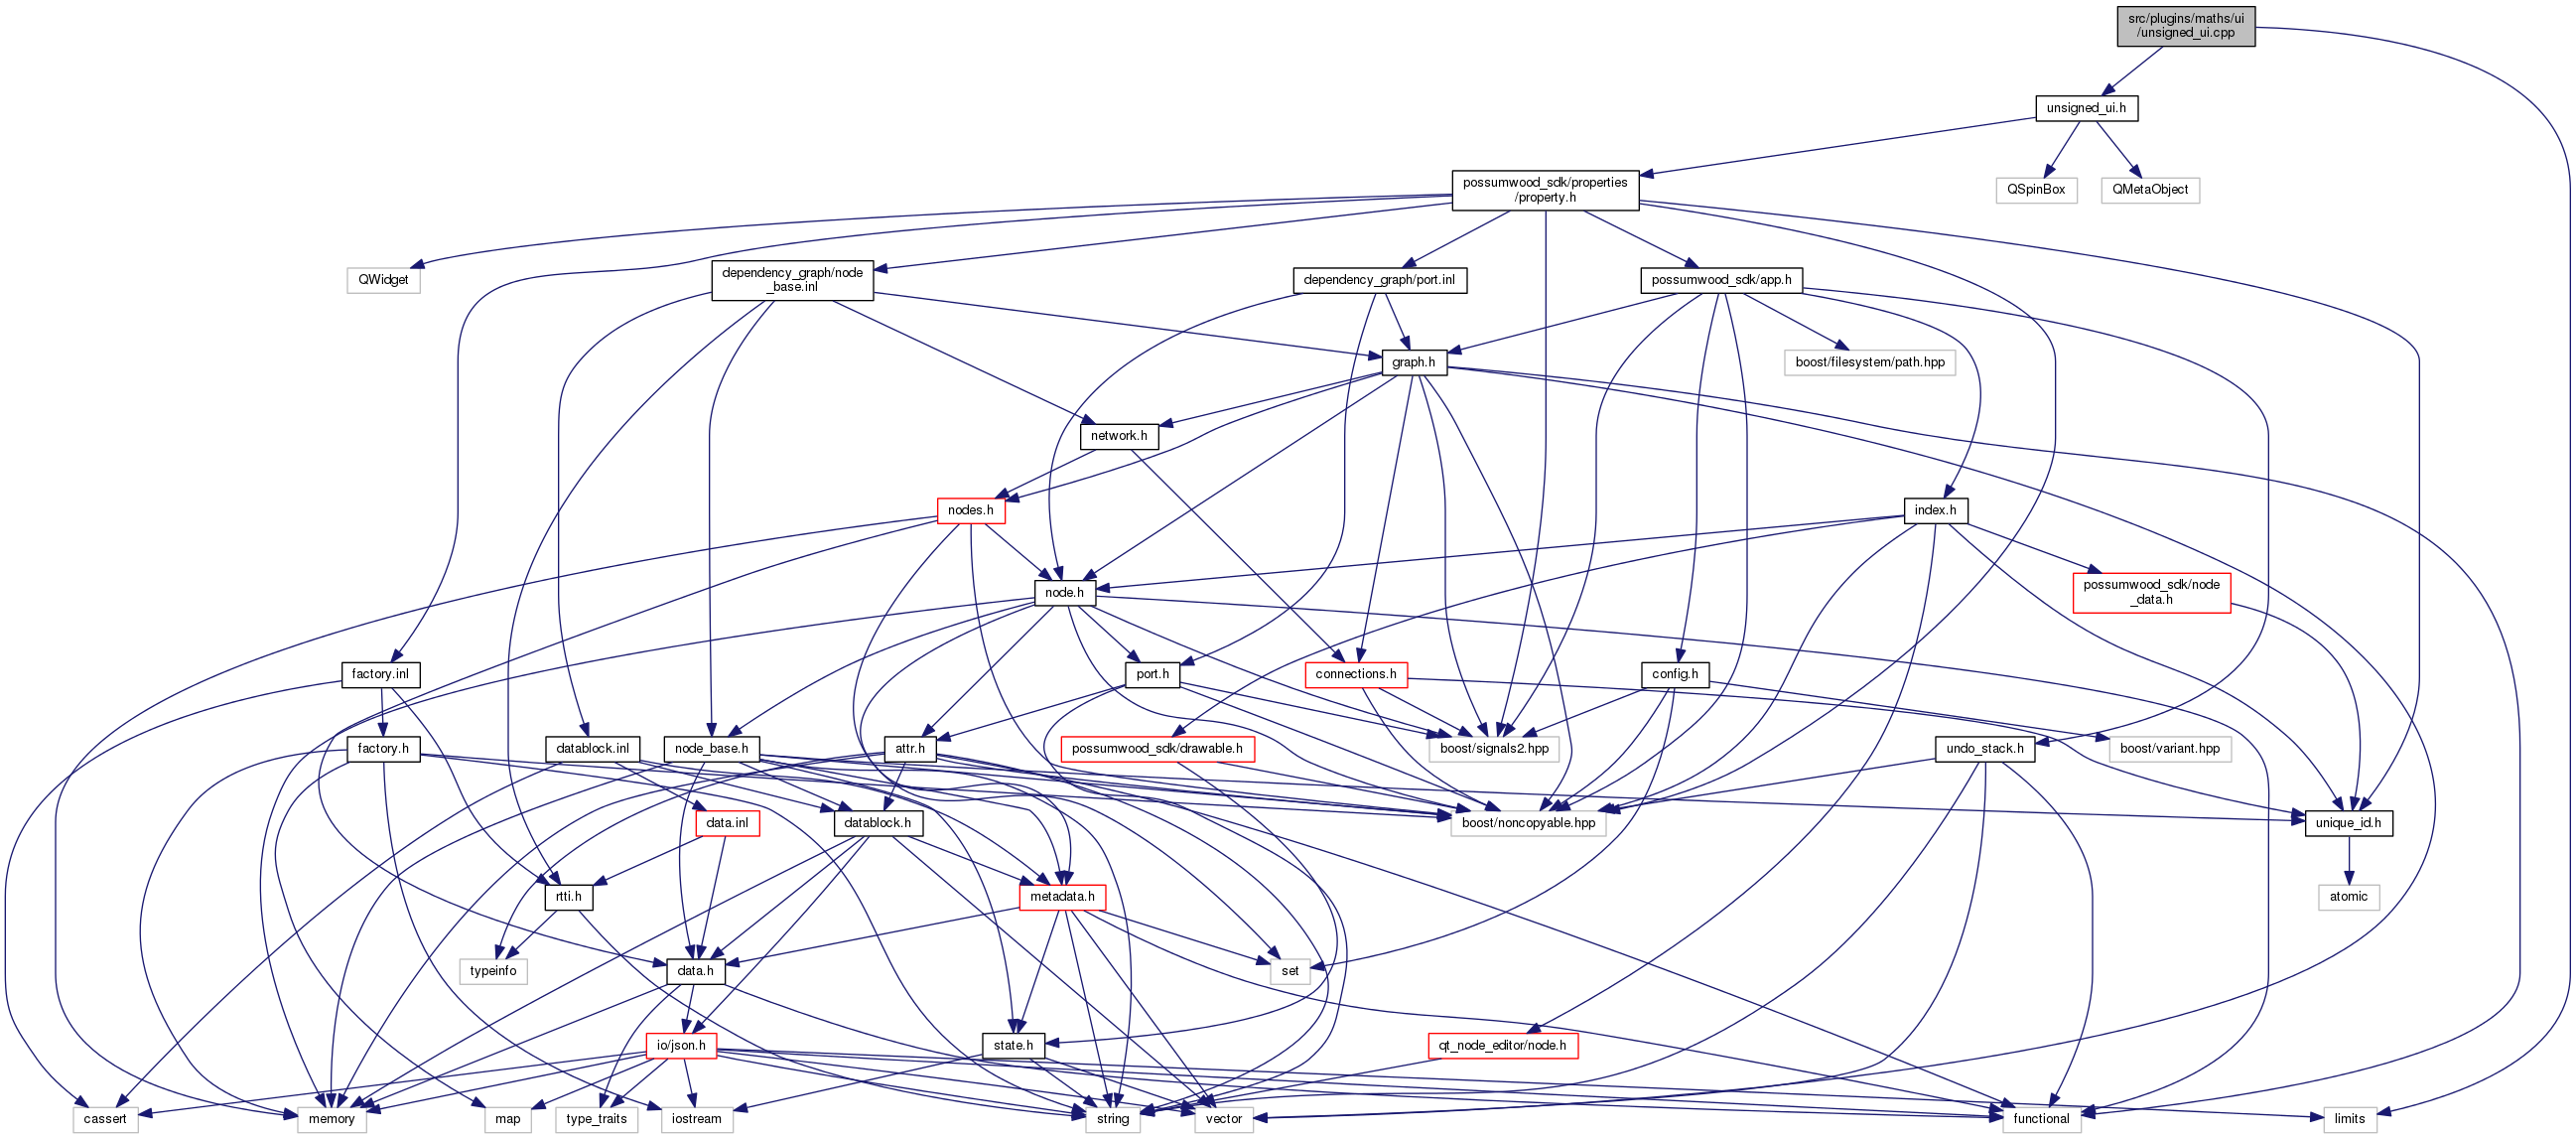 src/plugins/maths/ui
/unsigned_ui.cpp
unsigned_ui.h
possumwood_sdk/properties
/property.h
QSpinBox
QMetaObject
QWidget
dependency_graph/node
_base.inl
dependency_graph/port.inl
possumwood_sdk/app.h
graph.h
boost/filesystem/path.hpp
network.h
nodes.h
index.h
node.h
possumwood_sdk/node
_data.h
factory.inl
port.h
connections.h
config.h
factory.h
datablock.inl
node_base.h
attr.h
possumwood_sdk/drawable.h
boost/signals2.hpp
undo_stack.h
boost/variant.hpp
data.inl
datablock.h
boost/noncopyable.hpp
unique_id.h
rtti.h
metadata.h
atomic
typeinfo
data.h
set
io/json.h
state.h
qt_node_editor/node.h
cassert
memory
map
type_traits
iostream
string
vector
functional
limits